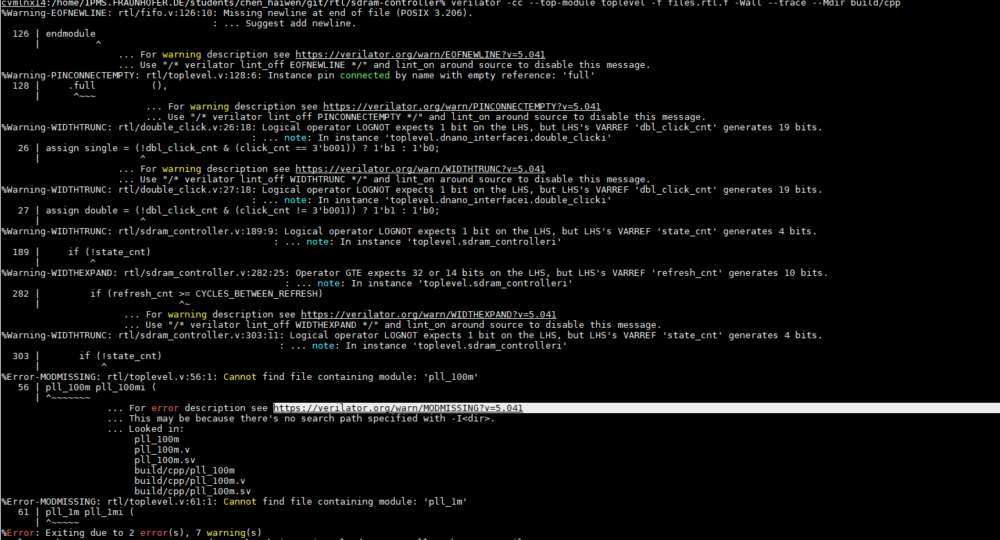 cvmlnx14:/home/IPMS.FRAUNHOFER.DE/students/chen_haiwen/git/rtl/sdram-controller% verilator -cc --top-module toplevel -f files.rtl.f -Wall --trace --Mdir build/cpp
%Warning-EOFNEWLINE: rtl/fifo.v:126:10: Missing newline at end of file (POSIX 3.206).
: ... Suggest add newline.
126 | endmodule
| ^
... For warning description see https://verilator.org/warn/EOFNEWLINE?v=5.041
... Use "/* verilator lint_off EOFNEWLINE */" and lint_on around source to disable this message.
%Warning-PINCONNECTEMPTY: rtl/toplevel.v:128:6: Instance pin connected by name with empty reference: 'full'
128 | .full (),
| ^~~~
... For warning description see https://verilator.org/warn/PINCONNECTEMPTY?v=5.041
... Use "/* verilator lint_off PINCONNECTEMPTY */" and lint_on around source to disable this message.
%Warning-WIDTHTRUNC: rtl/double_click.v:26:18: Logical operator LOGNOT expects 1 bit on the LHS, but LHS's VARREF 'dbl_click_cnt' generates 19 bits.
: ... note: In instance 'toplevel.dnano_interfacei.double_clicki'
26 | assign single = (!dbl_click_cnt & (click_cnt == 3'b001)) ? 1'b1 : 1'b0;
| ^
... For warning description see https://verilator.org/warn/WIDTHTRUNC?v=5.041
... Use "/* verilator lint_off WIDTHTRUNC */" and lint_on around source to disable this message.
%Warning-WIDTHTRUNC: rtl/double_click.v:27:18: Logical operator LOGNOT expects 1 bit on the LHS, but LHS's VARREF 'dbl_click_cnt' generates 19 bits.
: ... note: In instance 'toplevel.dnano_interfacei.double_clicki'
27 | assign double = (!dbl_click_cnt & (click_cnt != 3'b001)) ? 1'b1 : 1'b0;
| ^
%Warning-WIDTHTRUNC: rtl/sdram_controller.v:189:9: Logical operator LOGNOT expects 1 bit on the LHS, but LHS's VARREF 'state_cnt' generates 4 bits.
: ... note: In instance 'toplevel.sdram_controlleri'
189 | if (!state_cnt)
| ^
%Warning-WIDTHEXPAND: rtl/sdram_controller.v:282:25: Operator GTE expects 32 or 14 bits on the LHS, but LHS's VARREF 'refresh_cnt' generates 10 bits.
: ... note: In instance 'toplevel.sdram_controlleri'
282 | if (refresh_cnt >= CYCLES_BETWEEN_REFRESH)
| ^~
... For warning description see https://verilator.org/warn/WIDTHEXPAND?v=5.041
... Use "/* verilator lint_off WIDTHEXPAND */" and lint_on around source to disable this message.
%Warning-WIDTHTRUNC: rtl/sdram_controller.v:303:11: Logical operator LOGNOT expects 1 bit on the LHS, but LHS's VARREF 'state_cnt' generates 4 bits.
: ... note: In instance 'toplevel.sdram_controlleri'
303 | if (!state_cnt)
| ^
%Error-MODMISSING: rtl/toplevel.v:56:1: Cannot find file containing module: 'pll_100m'
56 | pll_100m pll_100mi (
| ^~~~~~~~
... For error description see https://verilator.org/warn/MODMISSING?v=5.041
... This may be because there's no search path specified with -I<dir>.
... Looked in:
pll_100m
pll_100m.v
pll_100m.sv
build/cpp/pll_100m
build/cpp/pll_100m.v
build/cpp/pll_100m.sv
%Error-MODMISSING: rtl/toplevel.v:61:1: Cannot find file containing module: 'pll_1m'
61 | pll_1m pll_1mi (
| ^~~~~~
%Error: Exiting due to 2 error(s), 7 warning(s)